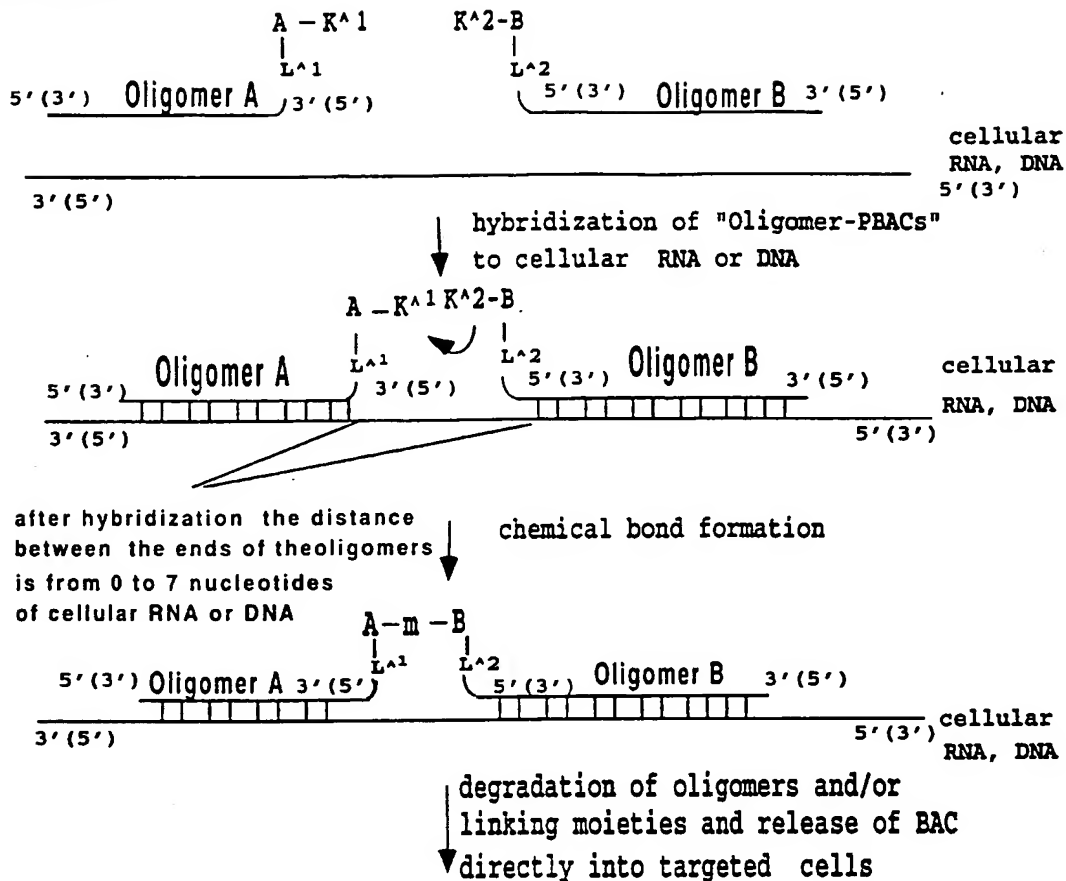 A – K^1 K^2-B
L^1 L^2
5'(3') Oligomer A 3'(5') 5'(3') Oligomer B 3'(5')
cellular
RNA, DNA
3'(5') 5'(3')
hybridization of "Oligomer-PBACs"
to cellular RNA or DNA
A – K^1 K^2-B
L^1 L^2
5'(3') Oligomer A 3'(5') 5'(3') Oligomer B 3'(5')
cellular
RNA, DNA
3'(5') 5'(3')
after hybridization the distance
between the ends of theoligomers
is from 0 to 7 nucleotides
of cellular RNA or DNA
chemical bond formation
A-m-B
L^1 L^2
5'(3') Oligomer A 3'(5') 5'(3') Oligomer B 3'(5')
3'(5') 5'(3') cellular
RNA, DNA
degradation of oligomers and/or
linking moieties and release of BAC
directly into targeted cells